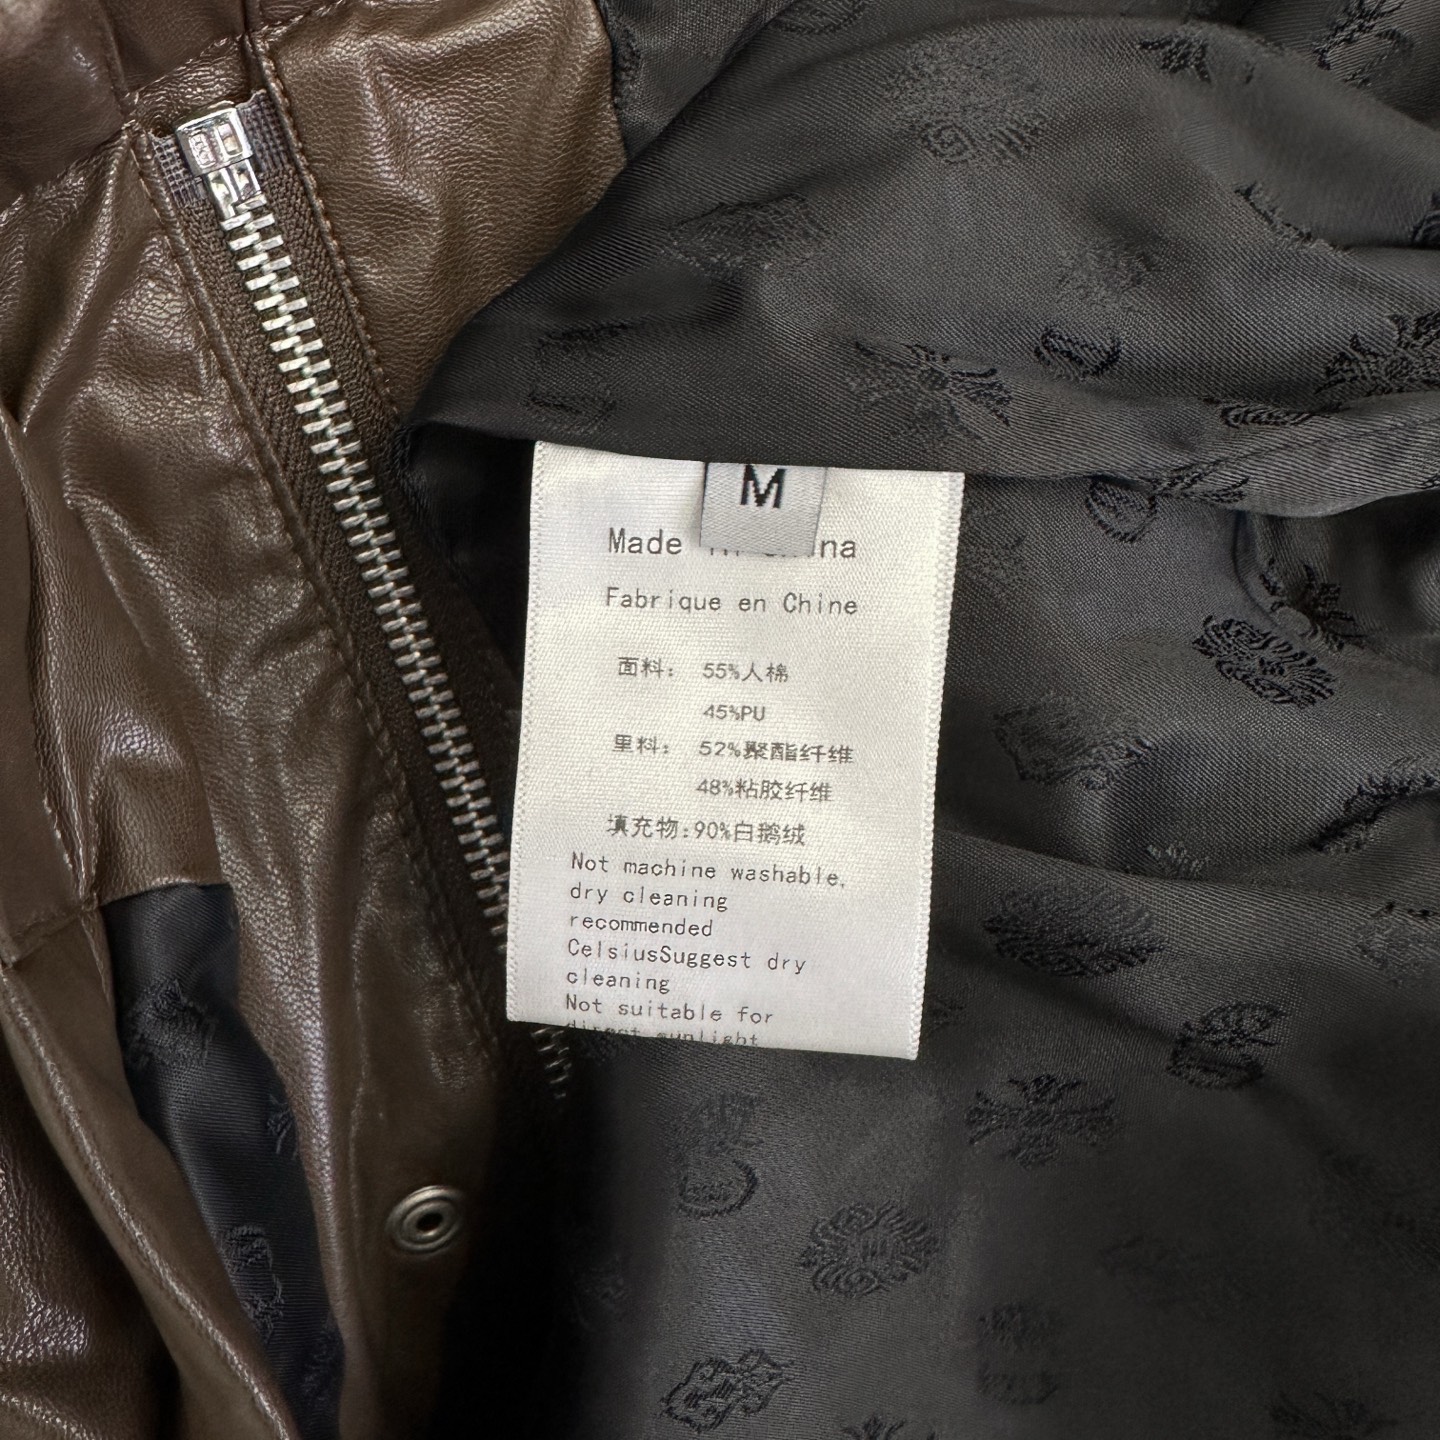 M
Made
Fabrique en Chine
面料： 55%人棉
45%PU
里料： 52%聚酯纤维
48%粘胶纤维
填充物:90%白鹅绒
Not machine washable,
dry cleaning
recommended
CelsiusSuggest dry
cleaning
Not suitable for
direct sunlight